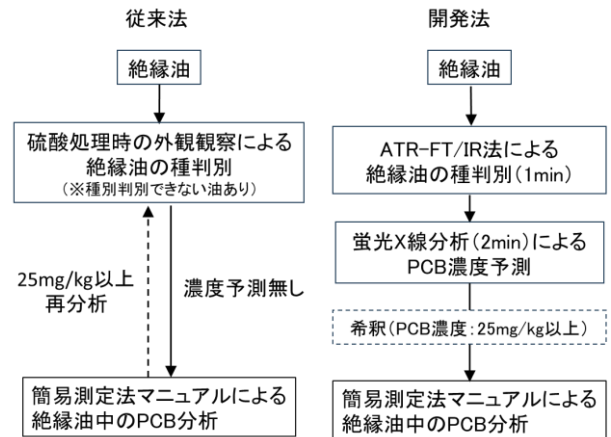 従来法
絶縁油
硫酸処理時の外観観察による
絶縁油の種判別
(※種別判別できない油あり)
25mg/kg以上
再分析
濃度予測無し
簡易測定法マニュアルによる
絶縁油中のPCB分析
開発法
絶縁油
ATR-FT/IR法による
絶縁油の種判別(1min)
蛍光X線分析(2min)による
PCB濃度予測
希釈(PCB濃度:25mg/kg以上)
簡易測定法マニュアルによる
絶縁油中のPCB分析